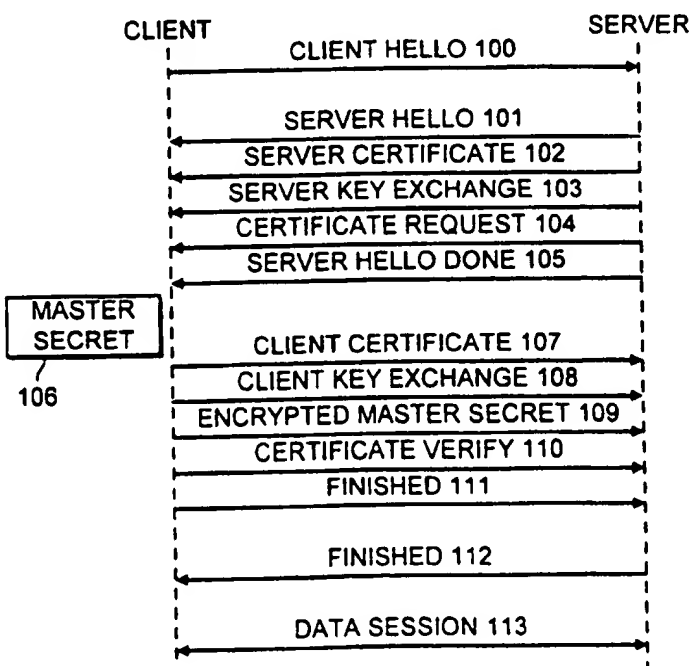 CLIENT
SERVER
CLIENT HELLO 100
SERVER HELLO 101
SERVER CERTIFICATE 102
SERVER KEY EXCHANGE 103
CERTIFICATE REQUEST 104
SERVER HELLO DONE 105
MASTER
SECRET
106
CLIENT CERTIFICATE 107
CLIENT KEY EXCHANGE 108
ENCRYPTED MASTER SECRET 109
CERTIFICATE VERIFY 110
FINISHED 111
FINISHED 112
DATA SESSION 113